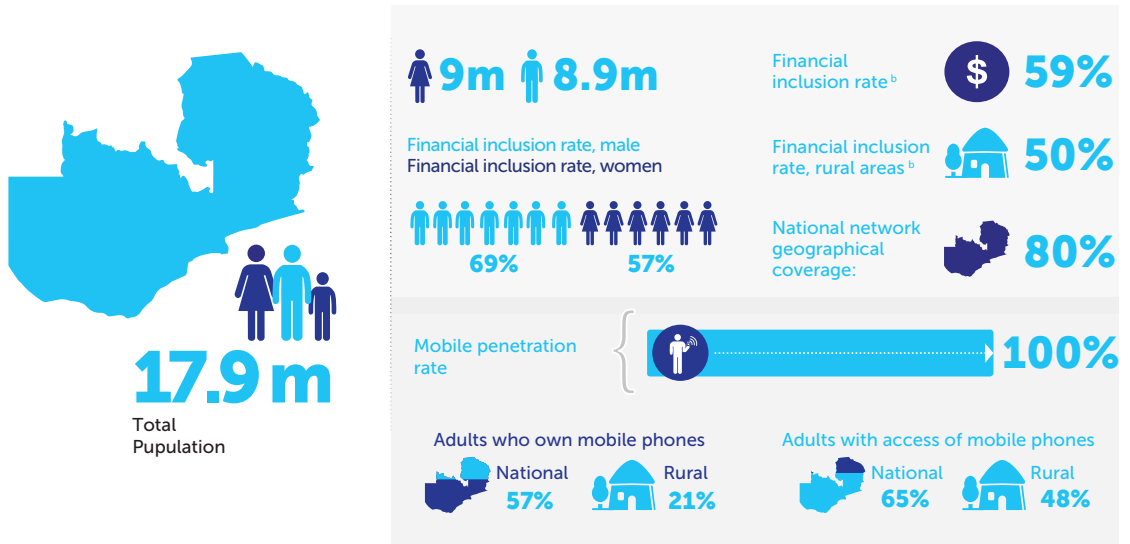 17.9 m
Total
Pupulation
9m 8.9m
Financial inclusion rate, male
Financial inclusion rate, women
69% 57%
Financial
inclusion rate b
$ 59%
Financial inclusion
rate, rural areas b
50%
National network
geographical
coverage:
80%
Mobile penetration
rate
100%
Adults who own mobile phones
National
57%
Rural
21%
Adults with access of mobile phones
National
65%
Rural
48%